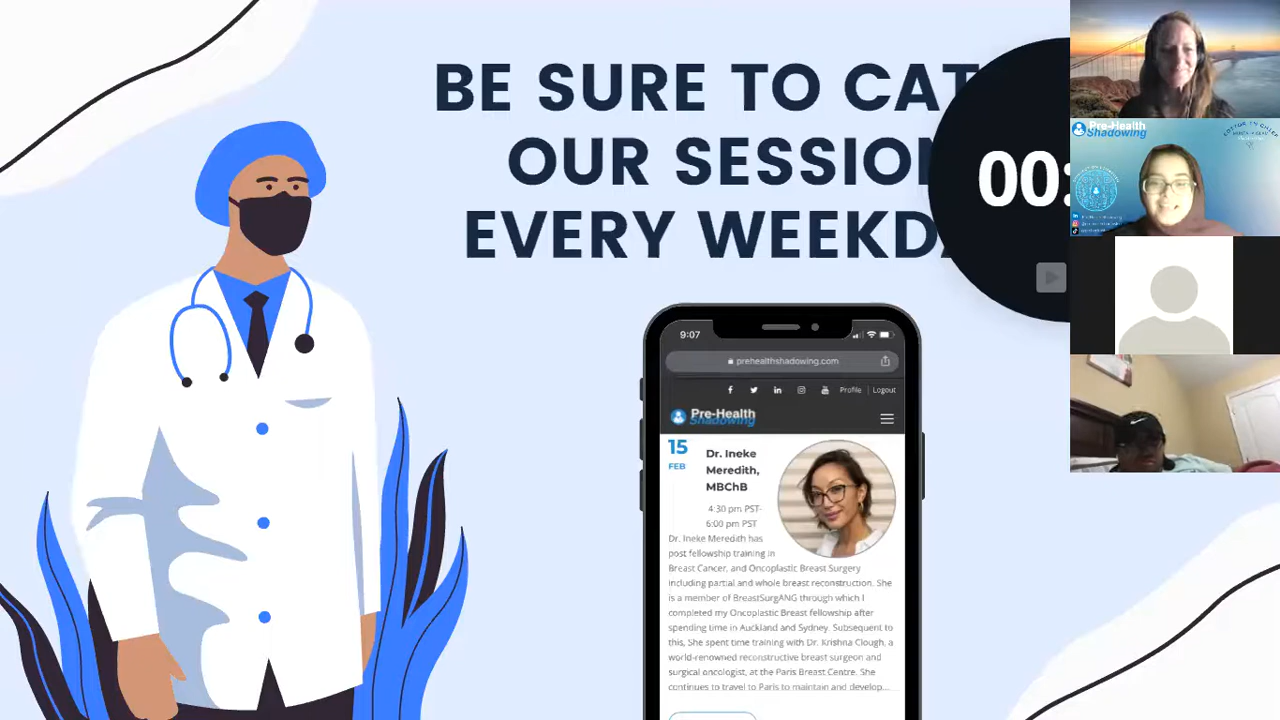 BE SURE TO CAT
OUR SESSION
EVERY WEEKDA
00:
9:07
prehealthshadowing.com
Profile | Logout
Pre-Health
Shadowing
15
FEB
Dr. Ineke
Meredith,
MBChB
4:30 pm PST-
6:00 pm PST
Dr. Ineke Meredith has
post fellowship training in
Breast Cancer, and Oncoplastic Breast Surgery
including partial and whole breast reconstruction. She
is a member of BreastSurgANG through which I
completed my Oncoplastic Breast fellowship after
spending time in Auckland and Sydney. Subsequent to
this, She spent time training with Dr. Krishna Clough, a
world-renowned reconstructive breast surgeon and
surgical oncologist, at the Paris Breast Centre. She
continues to travel to Paris to maintain and develop...
Pre-Health
Shadowing